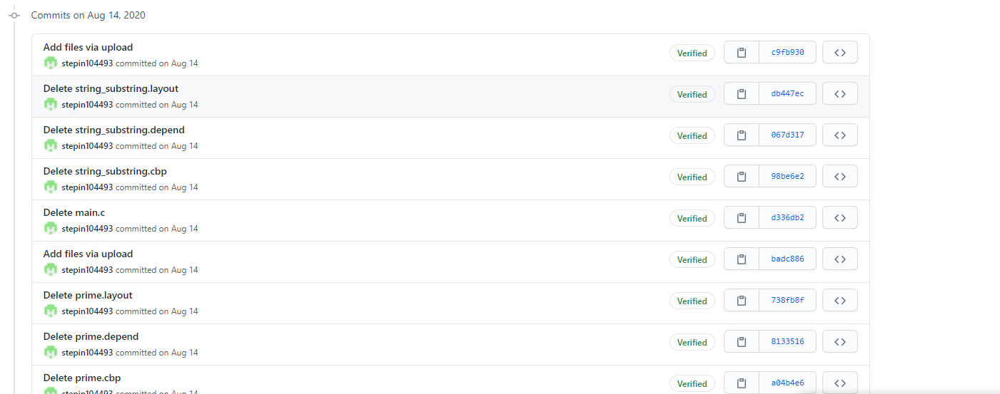 Commits on Aug 14, 2020
Add files via upload
stepin104493 committed on Aug 14
Verified
c9fb930
Delete string_substring.layout
stepin104493 committed on Aug 14
Verified
db447ec
Delete string_substring.depend
stepin104493 committed on Aug 14
Verified
067d317
Delete string_substring.cbp
stepin104493 committed on Aug 14
Verified
98be6e2
Delete main.c
stepin104493 committed on Aug 14
Verified
d336db2
Add files via upload
stepin104493 committed on Aug 14
Verified
badc886
Delete prime.layout
stepin104493 committed on Aug 14
Verified
738fb8f
Delete prime.depend
stepin104493 committed on Aug 14
Verified
8133516
Delete prime.cbp
stepin104493 committed on Aug 14
Verified
a04b4e6